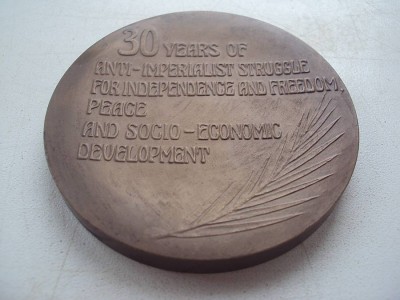 30 YEARS OF
ANTI-IMPERIALIST STRUGGLE
FOR INDEPENDENCE AND FREEDOM,
PEACE
AND SOCIO-ECONOMIC
DEVELOPMENT